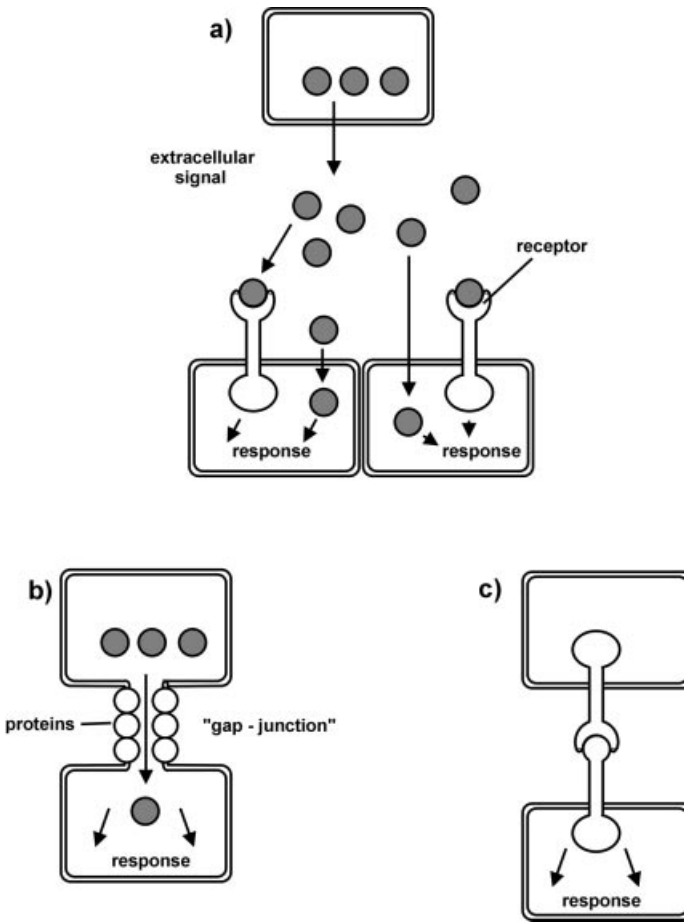 a)
extracellular
signal
receptor
response
response
b)
proteins
"gap - junction"
response
c)
response